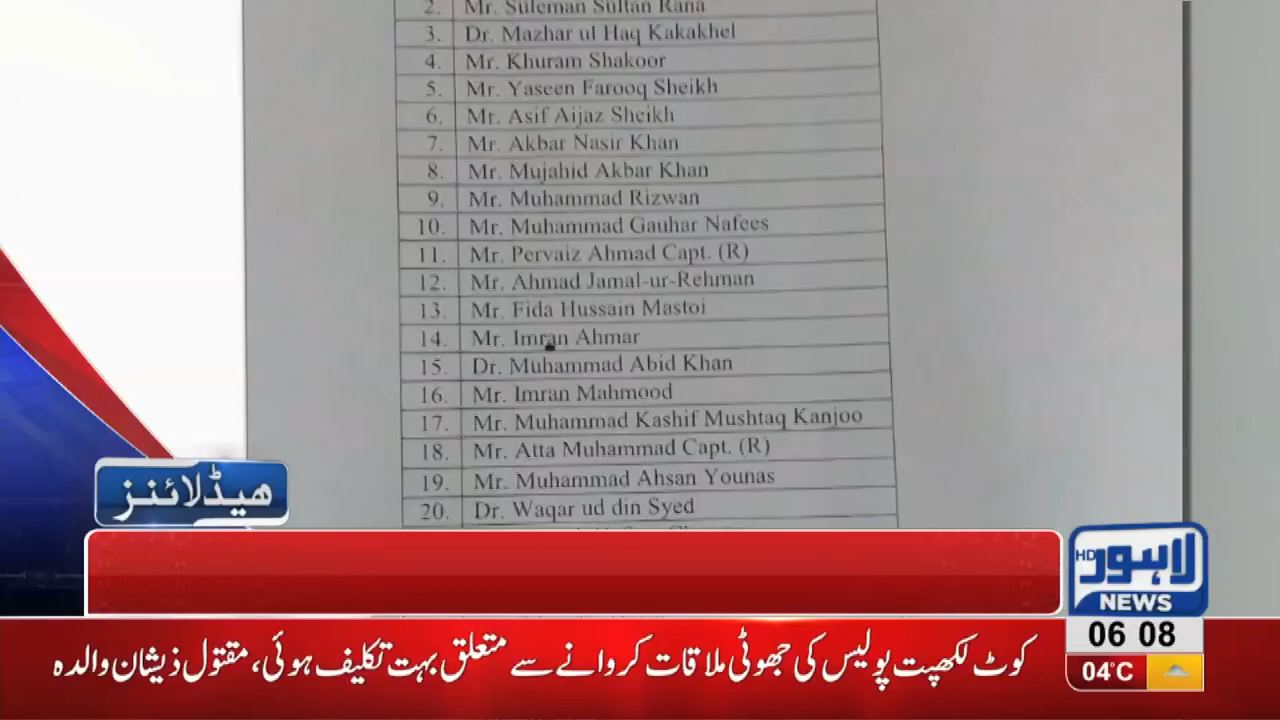 2. Mr. Suleman Sultan Rana
3. Dr. Mazhar ul Haq Kakakhel
4. Mr. Khuram Shakoor
5. Mr. Yaseen Farooq Sheikh
6. Mr. Asif Aijaz Sheikh
7. Mr. Akbar Nasir Khan
8. Mr. Mujahid Akbar Khan
9. Mr. Muhammad Rizwan
10. Mr. Muhammad Gauhar Nafees
11. Mr. Pervaiz Ahmad Capt. (R)
12. Mr. Ahmad Jamal-ur-Rehman
13. Mr. Fida Hussain Mastoi
14. Mr. Imran Ahmar
15. Dr. Muhammad Abid Khan
16. Mr. Imran Mahmood
17. Mr. Muhammad Kashif Mushtaq Kanjoo
18. Mr. Atta Muhammad Capt. (R)
19. Mr. Muhammad Ahsan Younas
20. Dr. Waqar ud din Syed
ھیڈلائنز
لاہور HD
NEWS
06 08
04°C
کوٹ لکھپت پولیس کی جھوٹی ملاقات کروانے سے متعلق بہت تکلیف ہوئی، مقتول ذیشان والدہ